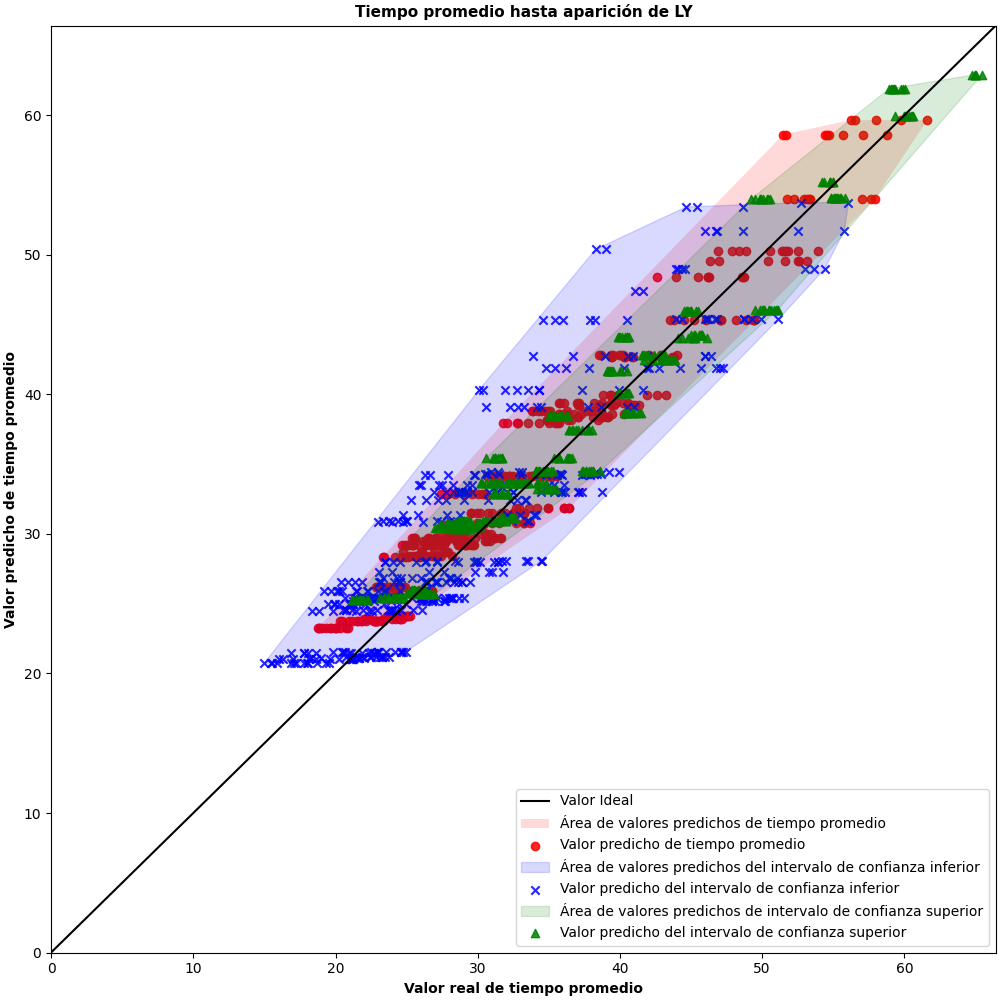 Tiempo promedio hasta aparición de LY
Valor predicho de tiempo promedio
60
50
40
30
20
10
0
0 10 20 30 40 50 60
Valor real de tiempo promedio
Valor Ideal
Área de valores predichos de tiempo promedio
Valor predicho de tiempo promedio
Área de valores predichos del intervalo de confianza inferior
Valor predicho del intervalo de confianza inferior
Área de valores predichos de intervalo de confianza superior
Valor predicho del intervalo de confianza superior